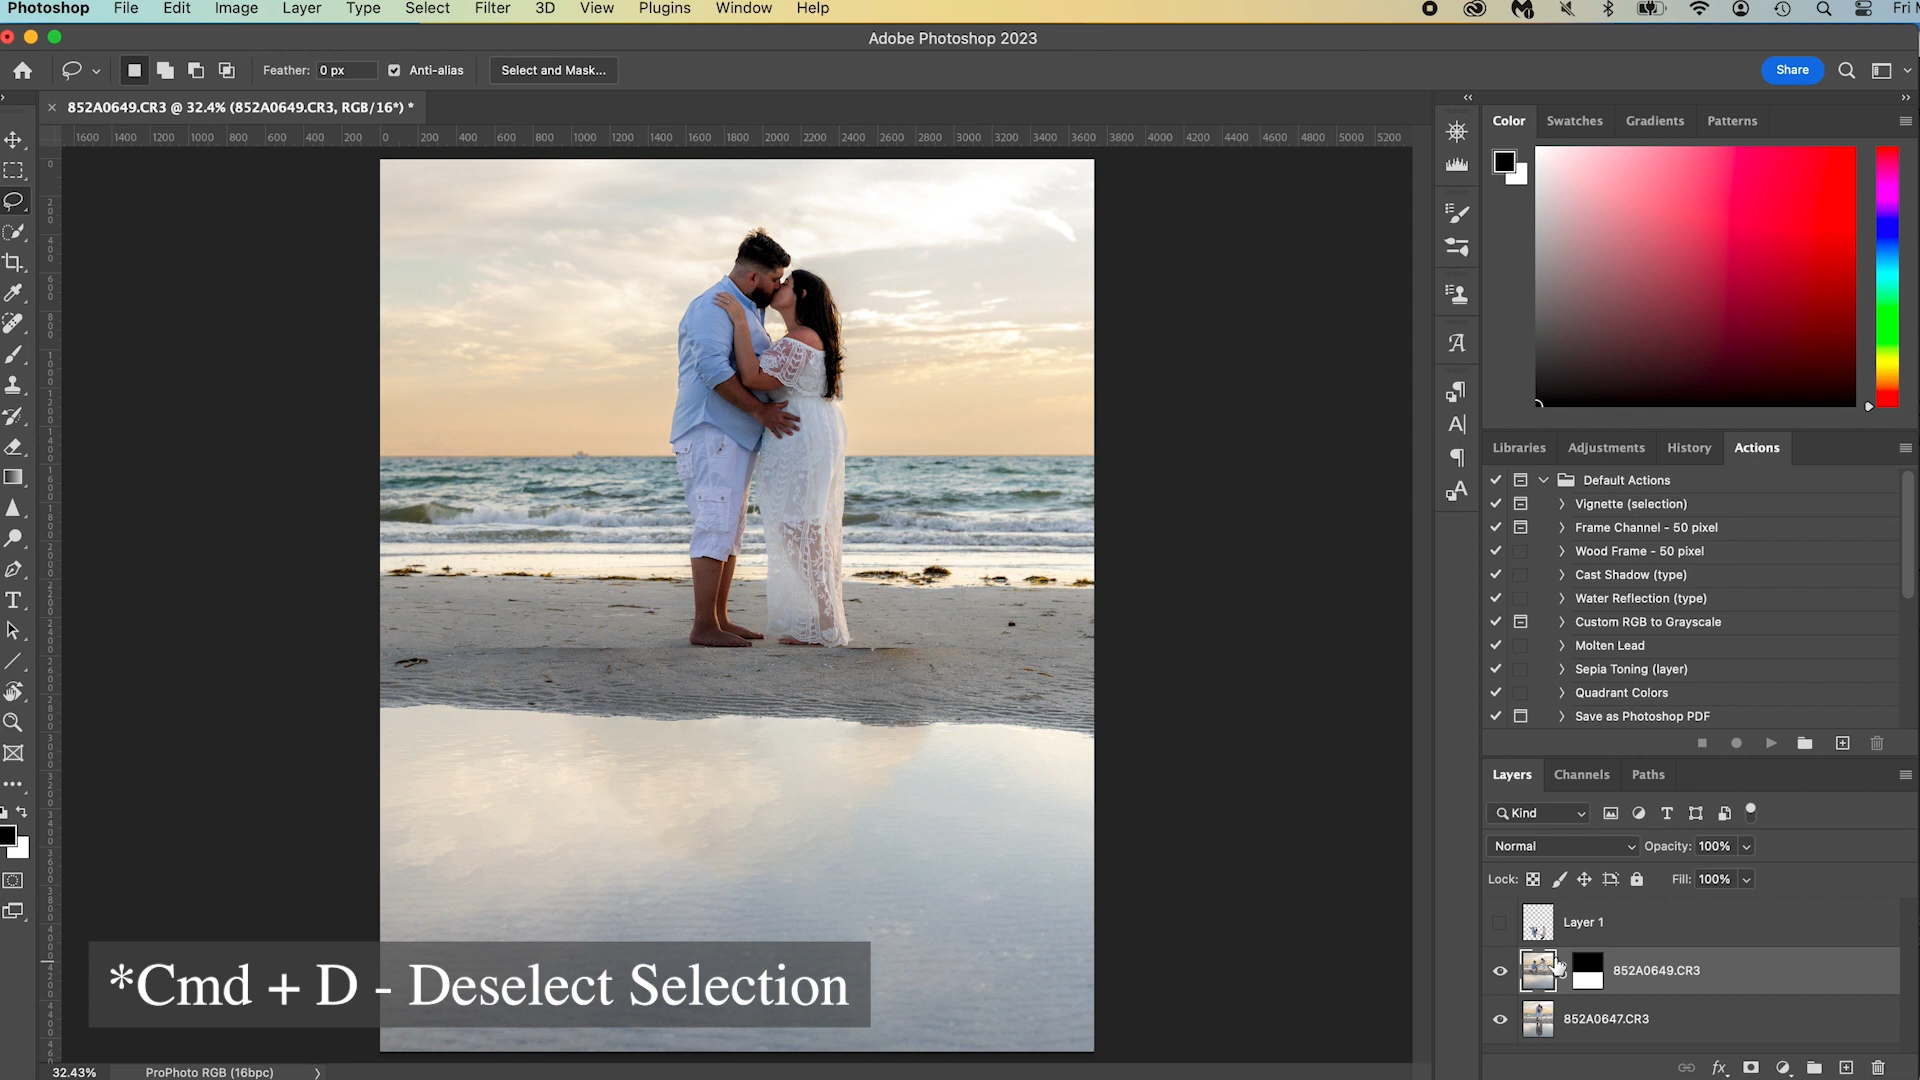 Photoshop File Edit Image Layer Type Select Filter 3D View Plugins Window Help Fri
Adobe Photoshop 2023
Feather: 0 px Anti-alias Select and Mask... Share
852A0649.CR3 @ 32.4% (852A0649.CR3, RGB/16*) *
1600 1400 1200 1000 800 600 400 200 0 200 400 600 800 1000 1200 1400 1600 1800 2000 2200 2400 2600 2800 3000 3200 3400 3600 3800 4000 4200 4400 4600 4800 5000 5200
Color Swatches Gradients Patterns
Libraries Adjustments History Actions
Default Actions
Vignette (selection)
Frame Channel - 50 pixel
Wood Frame - 50 pixel
Cast Shadow (type)
Water Reflection (type)
Custom RGB to Grayscale
Molten Lead
Sepia Toning (layer)
Quadrant Colors
Save as Photoshop PDF
Layers Channels Paths
Kind
Normal Opacity: 100%
Lock: Fill: 100%
Layer 1
852A0649.CR3
852A0647.CR3
*Cmd + D - Deselect Selection
32.43% ProPhoto RGB (16bpc)